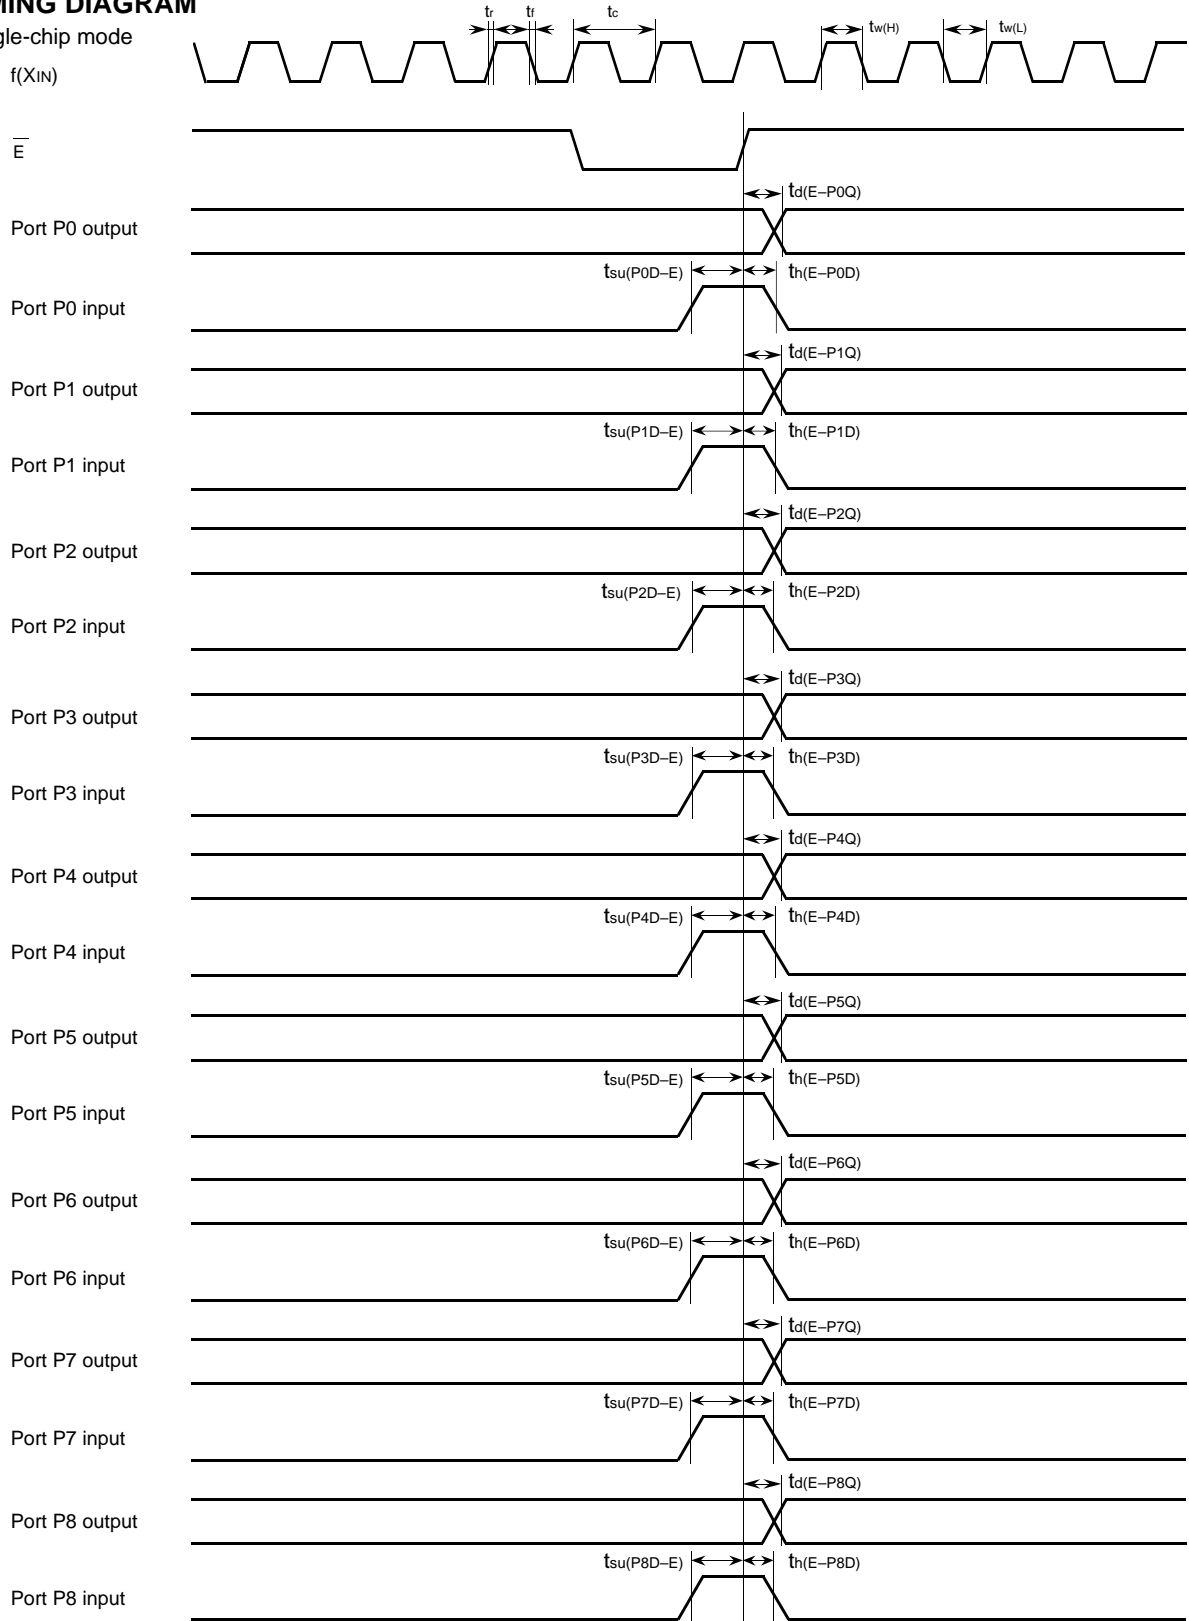 MING DIAGRAM
gle-chip mode
tr tf tc tw(H) tw(L)
f(XIN)
E
td(E–P0Q)
Port P0 output
tsu(P0D–E) th(E–P0D)
Port P0 input
td(E–P1Q)
Port P1 output
tsu(P1D–E) th(E–P1D)
Port P1 input
td(E–P2Q)
Port P2 output
tsu(P2D–E) th(E–P2D)
Port P2 input
td(E–P3Q)
Port P3 output
tsu(P3D–E) th(E–P3D)
Port P3 input
td(E–P4Q)
Port P4 output
tsu(P4D–E) th(E–P4D)
Port P4 input
td(E–P5Q)
Port P5 output
tsu(P5D–E) th(E–P5D)
Port P5 input
td(E–P6Q)
Port P6 output
tsu(P6D–E) th(E–P6D)
Port P6 input
td(E–P7Q)
Port P7 output
tsu(P7D–E) th(E–P7D)
Port P7 input
td(E–P8Q)
Port P8 output
tsu(P8D–E) th(E–P8D)
Port P8 input